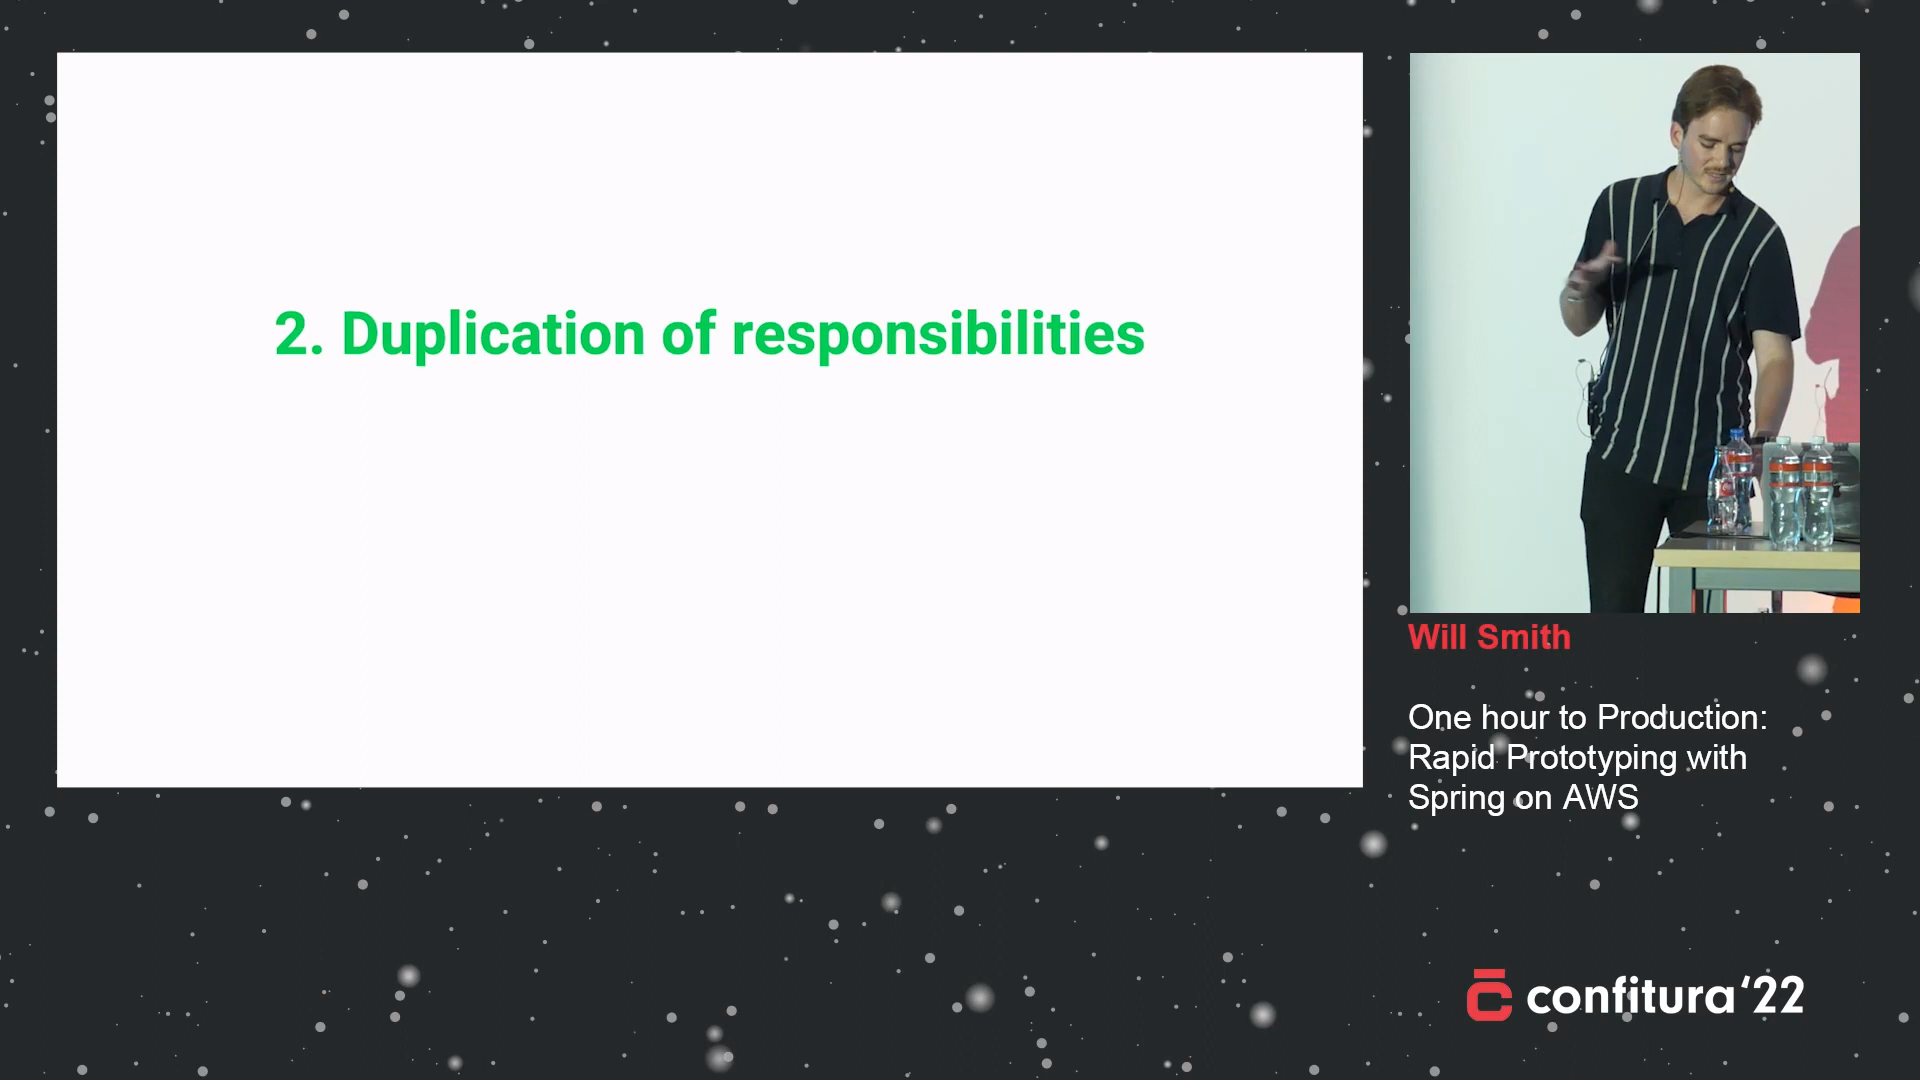 2. Duplication of responsibilities
Will Smith
One hour to Production:
Rapid Prototyping with
Spring on AWS
confitura‘22